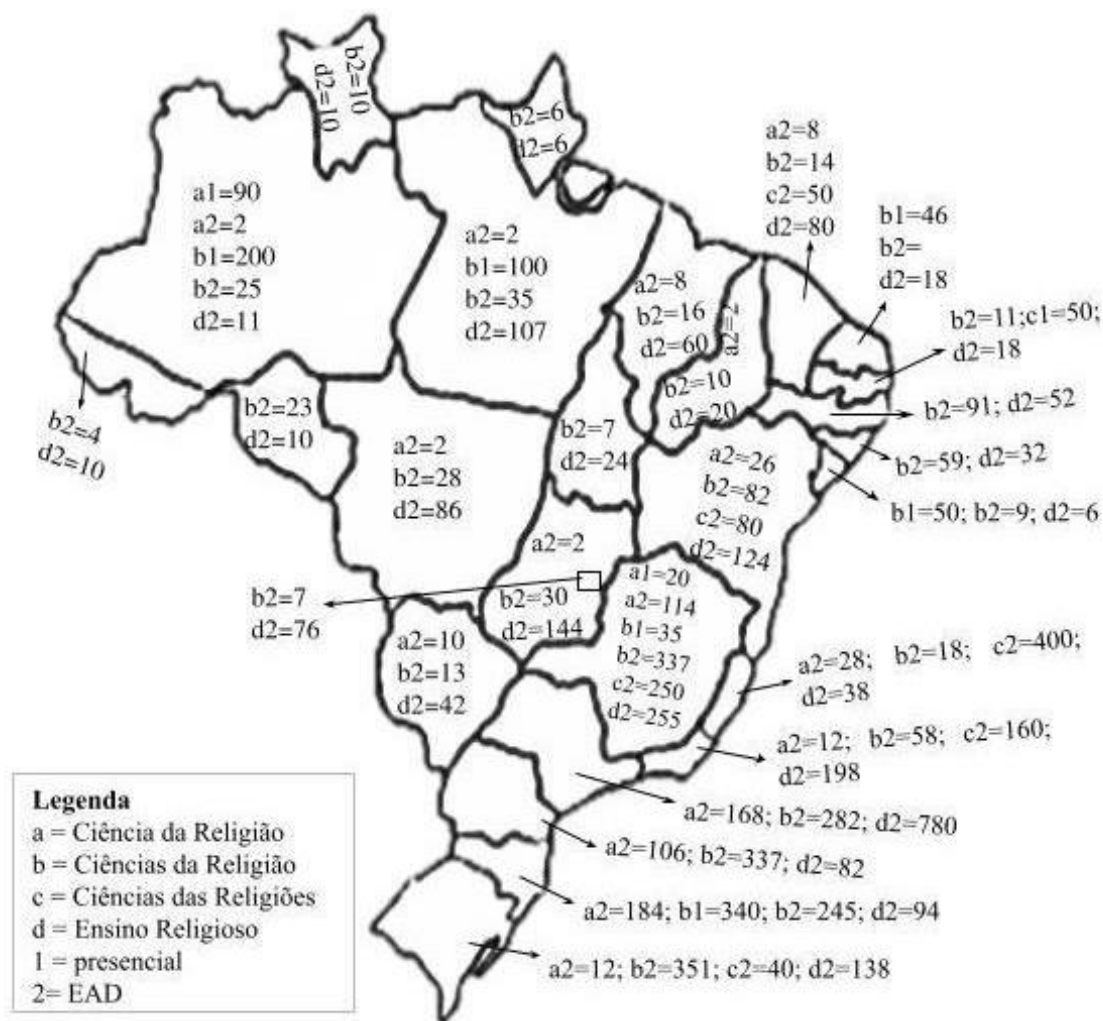 b2=10
d2=10
b2=6
d2=6
a2=8
b2=14
c2=50
d2=80
b1=46
b2=
d2=18
a1=90
a2=2
b1=200
b2=25
d2=11
a2=2
b1=100
b2=35
d2=107
a2=8
b2=16
d2=60
a2=2
b2=10
d2=20
b2=11;c1=50;
d2=18
b2=91; d2=52
b2=59; d2=32
b1=50; b2=9; d2=6
b2=4
d2=10
b2=23
d2=10
a2=2
b2=28
d2=86
b2=7
d2=24
a2=26
b2=82
c2=80
d2=124
a2=2
b2=30
d2=144
b2=7
d2=76
a1=20
a2=114
b1=35
b2=337
c2=250
d2=255
a2=10
b2=13
d2=42
a2=28; b2=18; c2=400;
d2=38
a2=12; b2=58; c2=160;
d2=198
a2=168; b2=282; d2=780
a2=106; b2=337; d2=82
a2=184; b1=340; b2=245; d2=94
a2=12; b2=351; c2=40; d2=138
Legenda
a = Ciência da Religião
b = Ciências da Religião
c = Ciências das Religiões
d = Ensino Religioso
1 = presencial
2= EAD